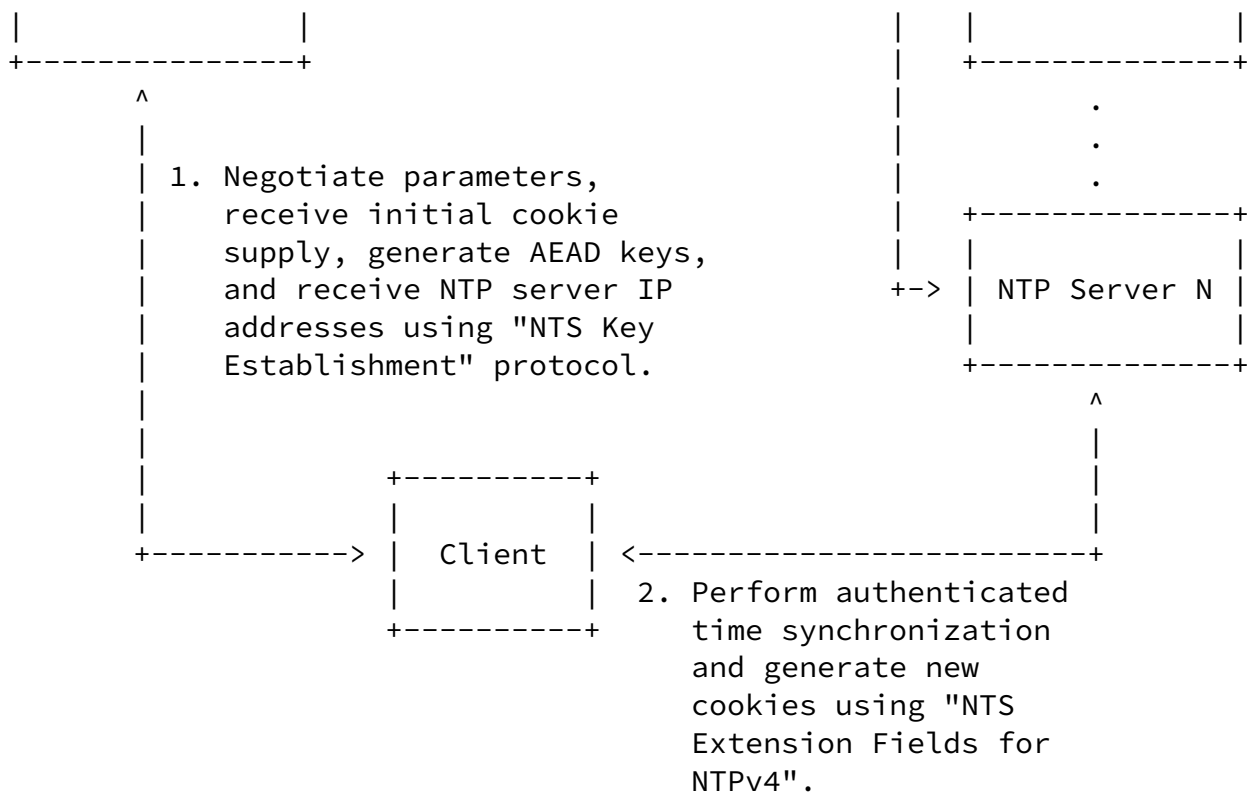 1. Negotiate parameters,
receive initial cookie
supply, generate AEAD keys,
and receive NTP server IP
addresses using "NTS Key
Establishment" protocol.
NTP Server N
Client
2. Perform authenticated
time synchronization
and generate new
cookies using "NTS
Extension Fields for
NTPv4".